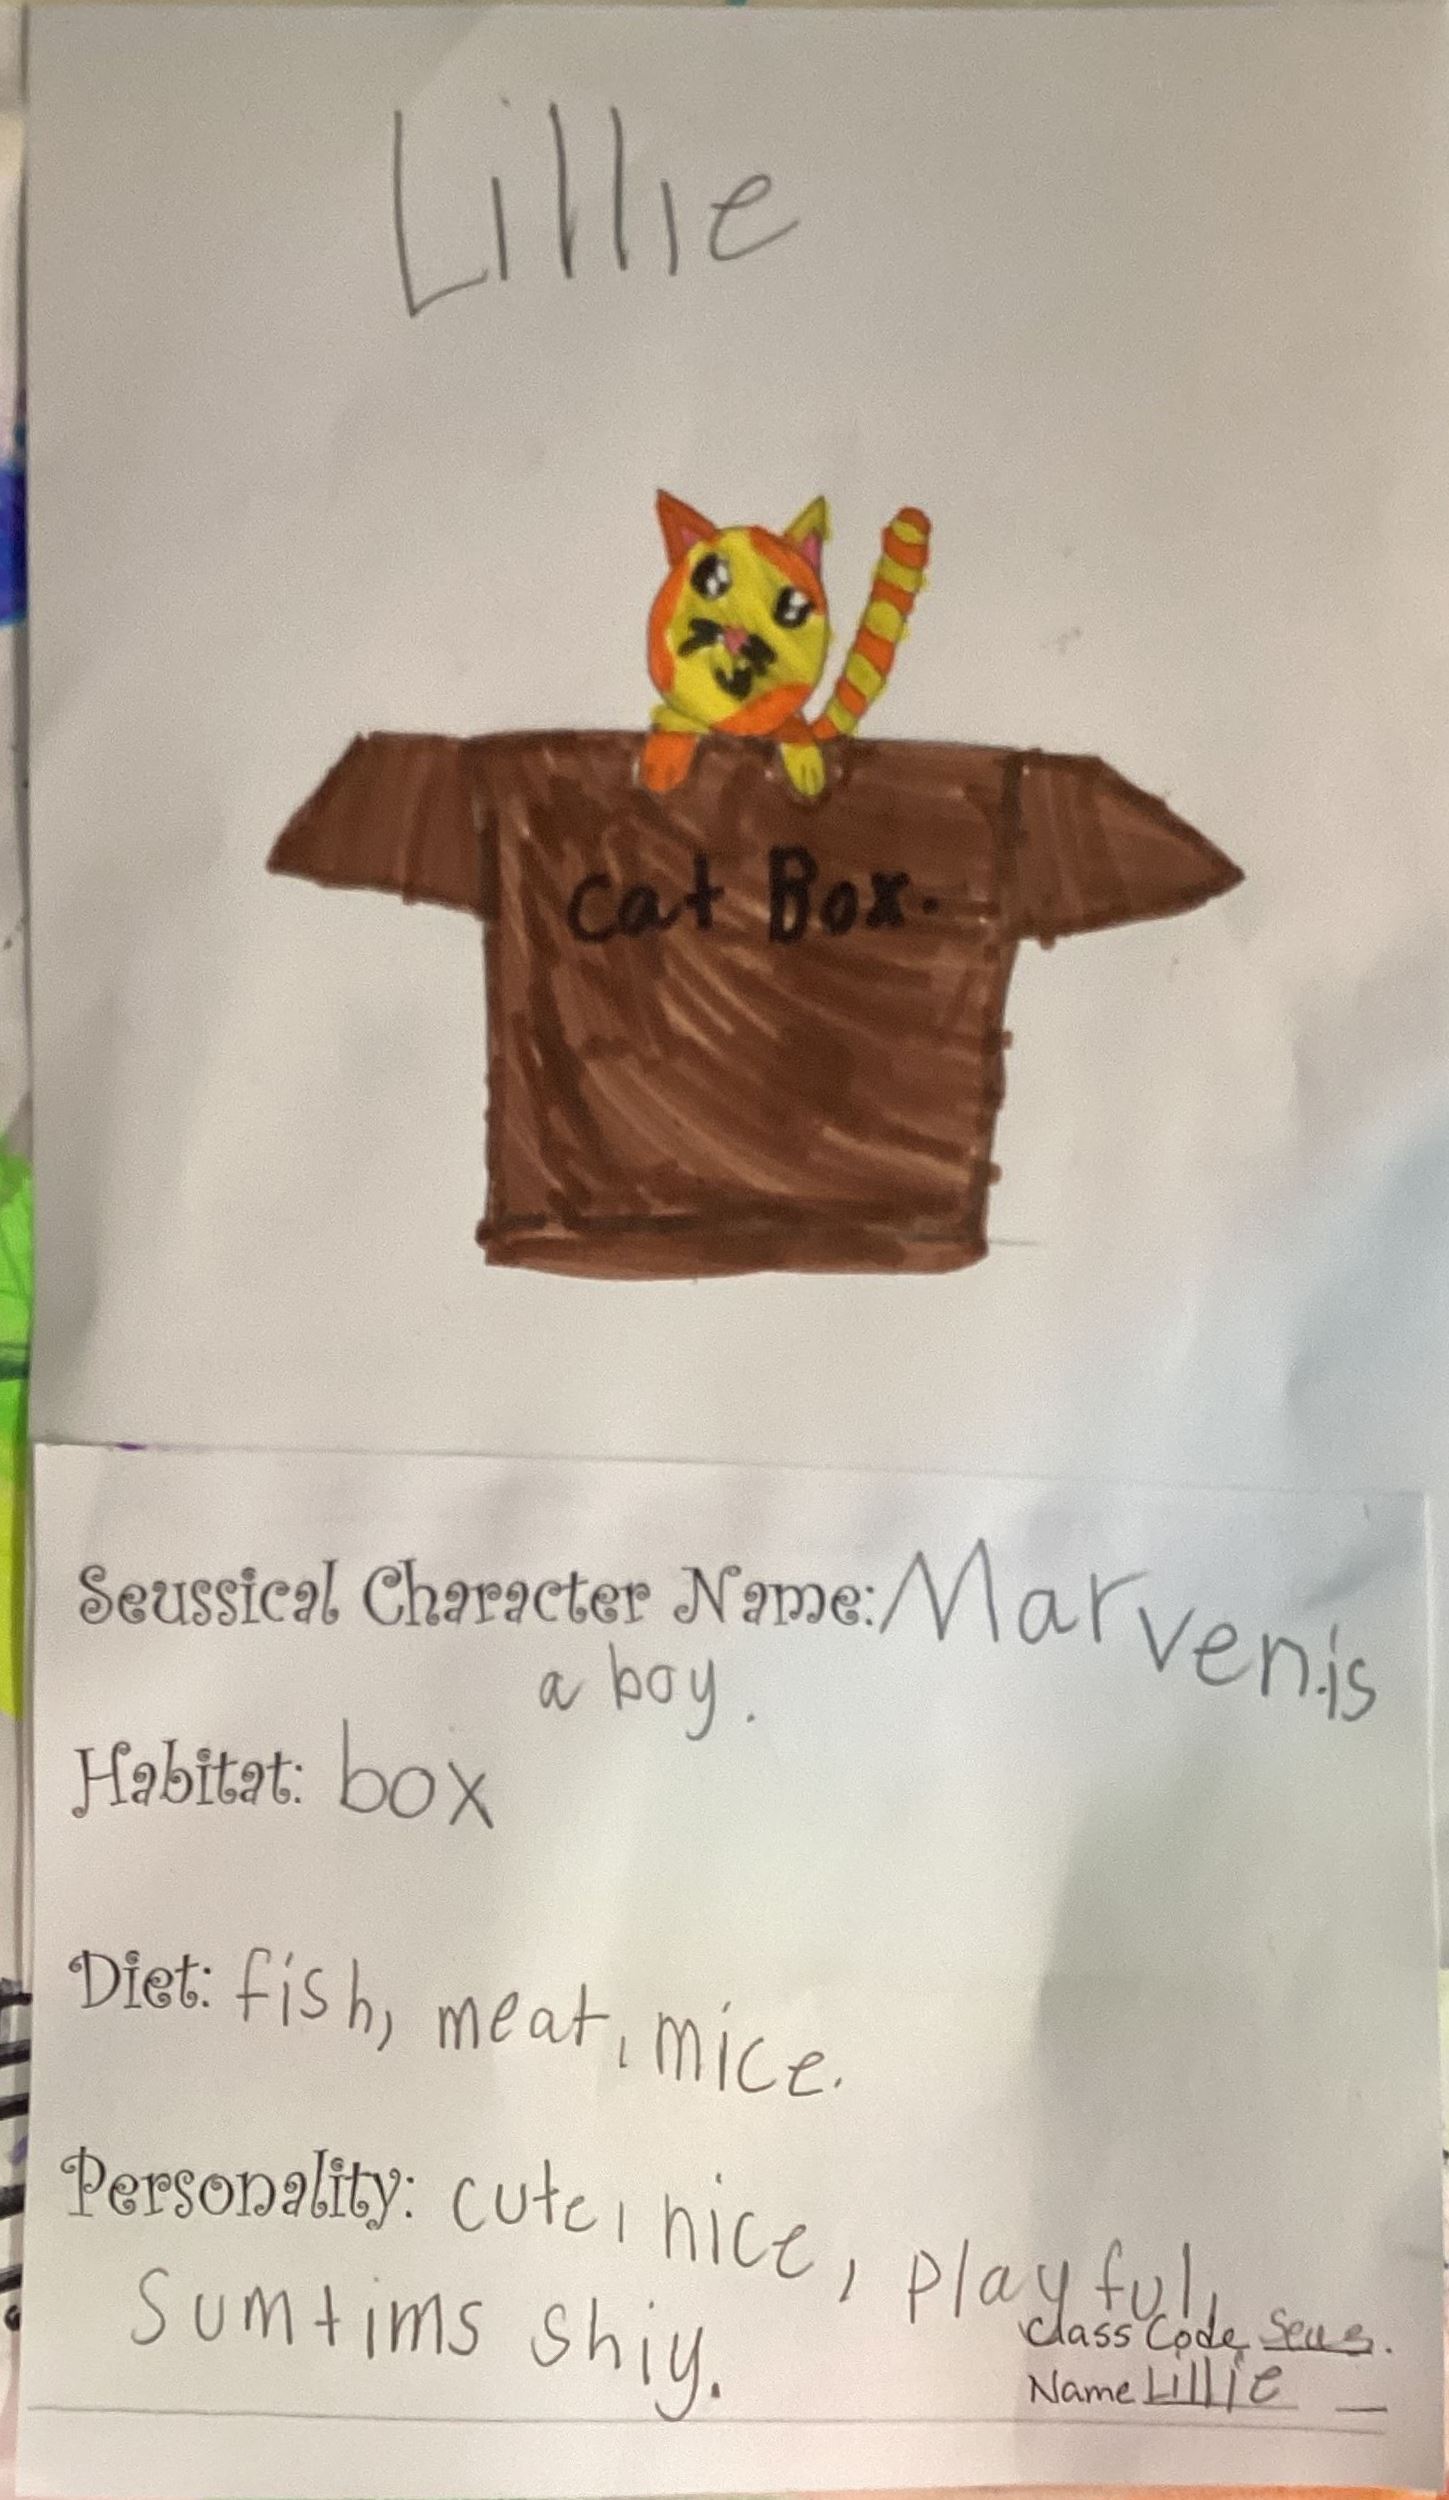 Lillie
cat Box.
Seussical Character Name: Marven.is
a boy.
Habitat: box
Diet: fish, meat, mice.
Personality: cute, nice, playful,
Sumtims shiy.
Class Code Seus.
Name Lillie